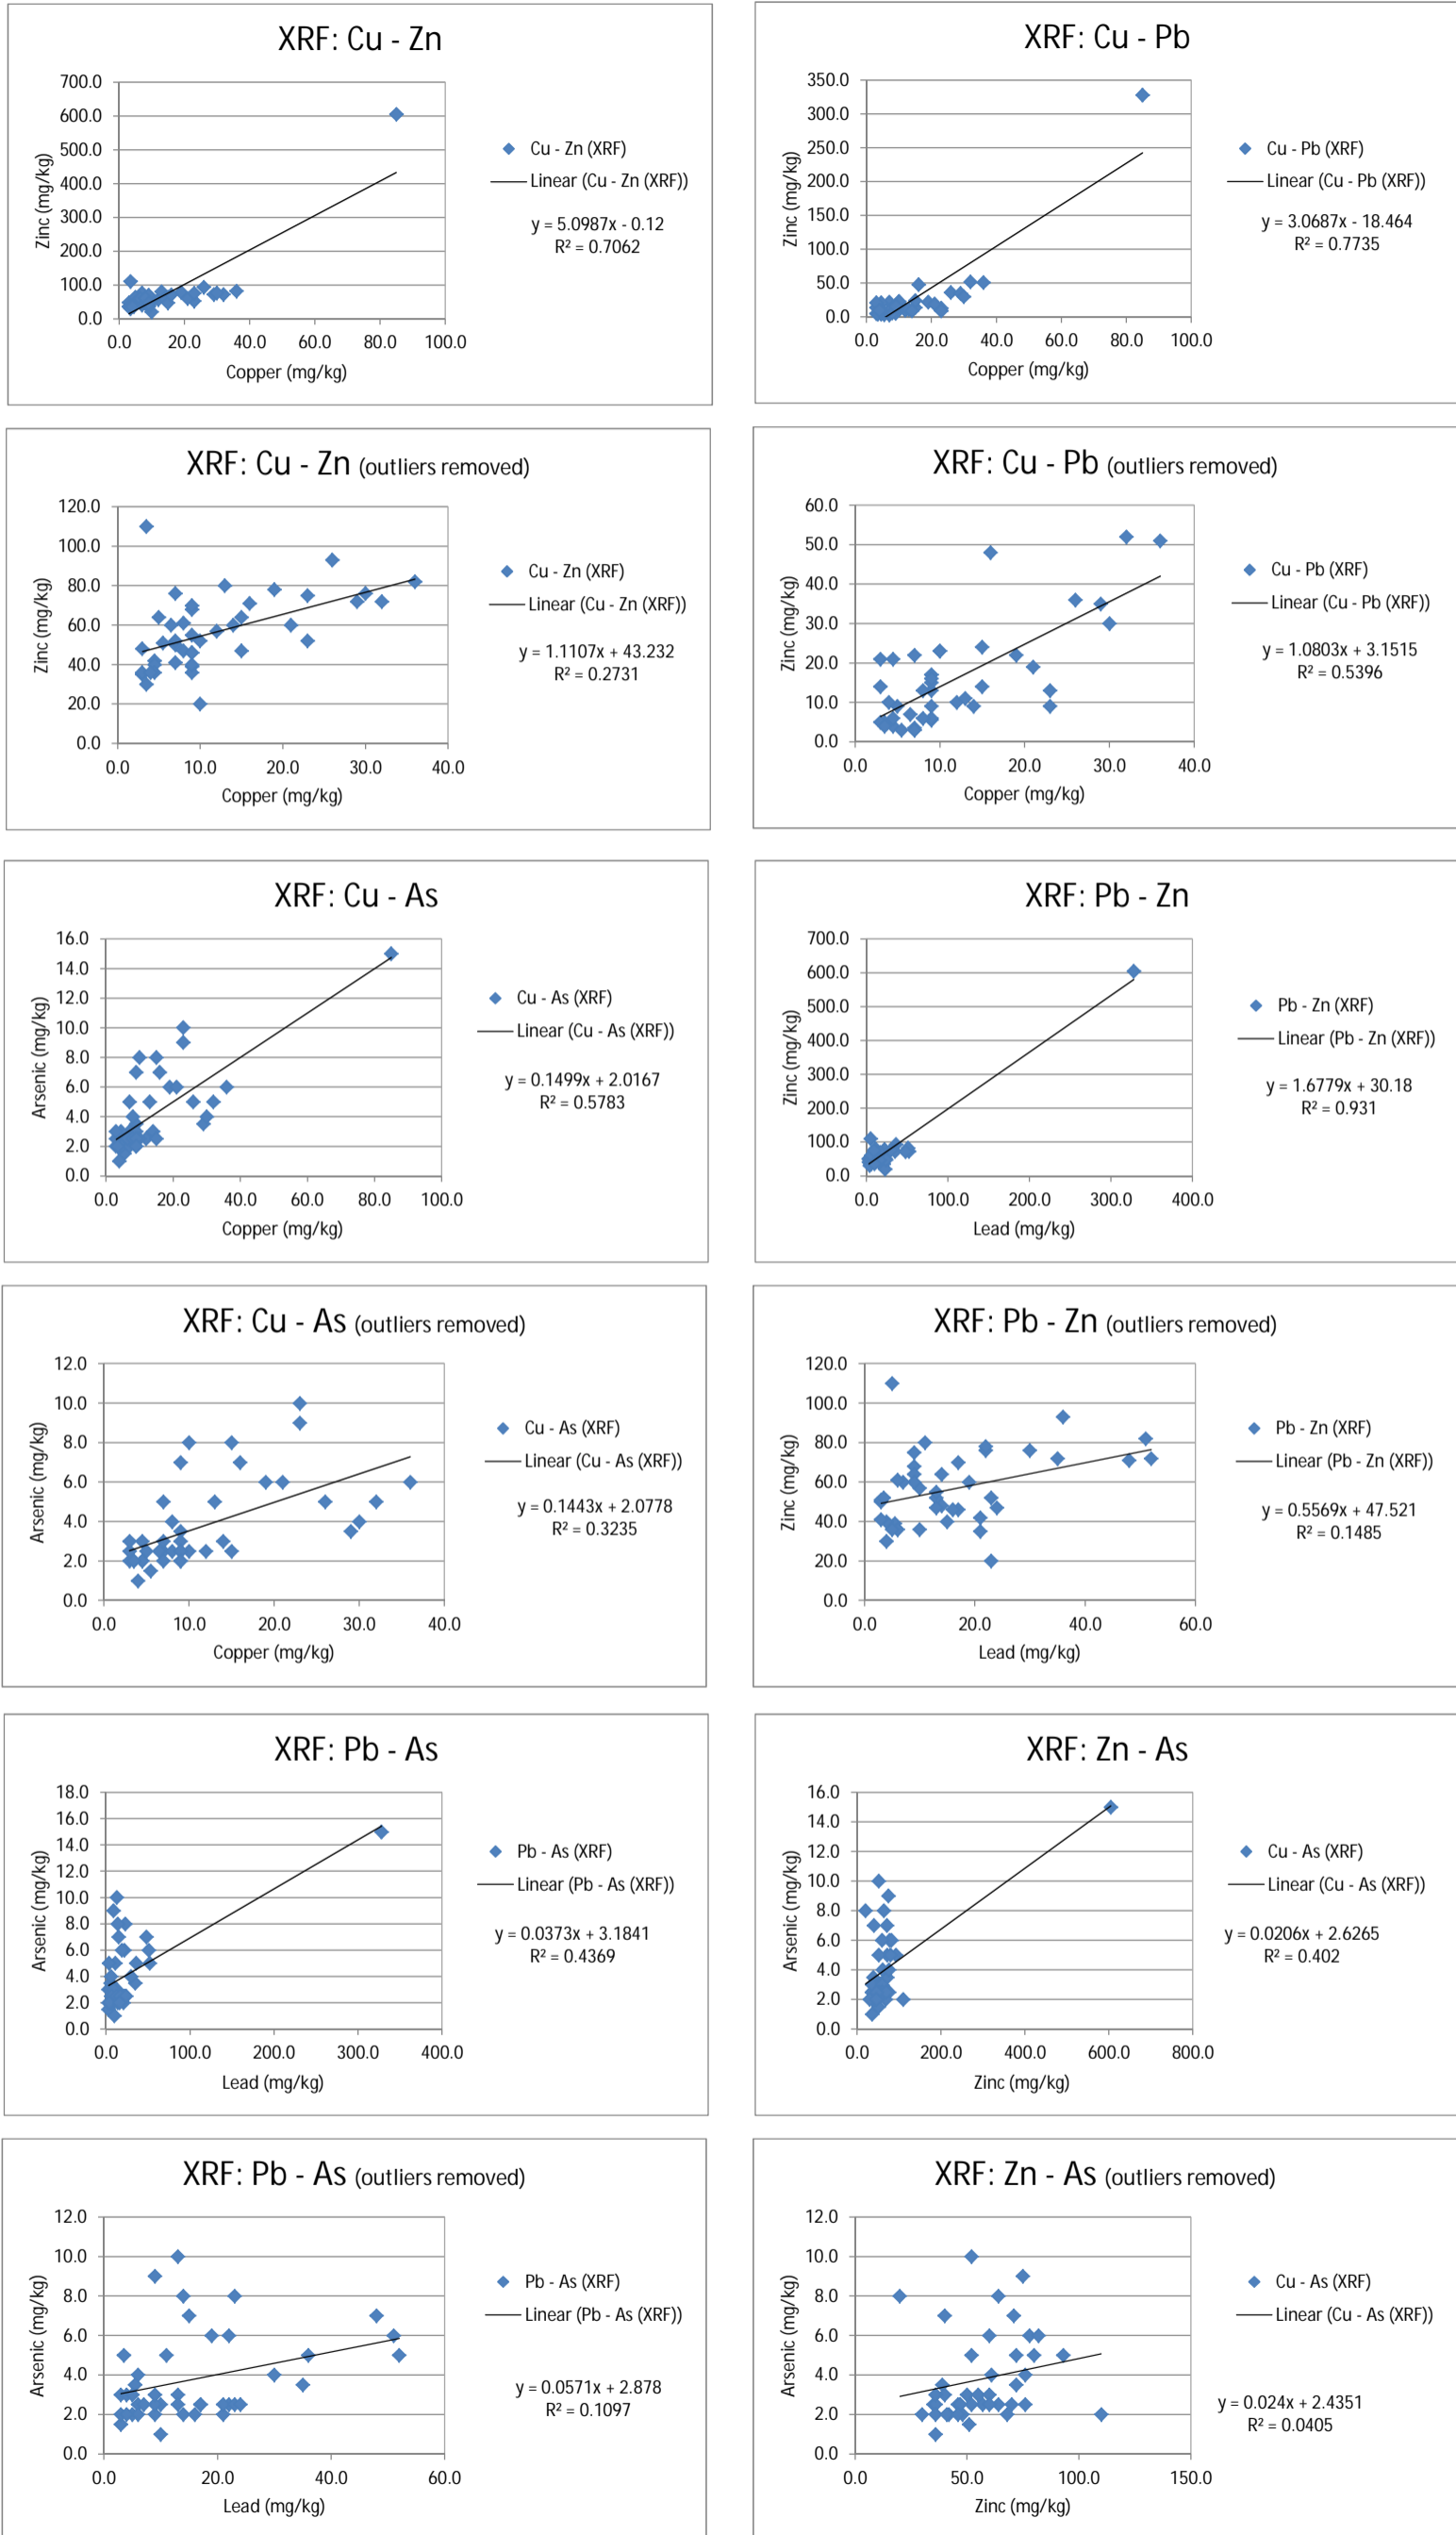 XRF: Cu - Zn
700.0
600.0
500.0
400.0
300.0
200.0
100.0
0.0
Zinc (mg/kg)
0.0 20.0 40.0 60.0 80.0 100.0
Copper (mg/kg)
Cu - Zn (XRF)
Linear (Cu - Zn (XRF))
y = 5.0987x - 0.12
R² = 0.7062
XRF: Cu - Pb
350.0
300.0
250.0
200.0
150.0
100.0
50.0
0.0
Zinc (mg/kg)
0.0 20.0 40.0 60.0 80.0 100.0
Copper (mg/kg)
Cu - Pb (XRF)
Linear (Cu - Pb (XRF))
y = 3.0687x - 18.464
R² = 0.7735
XRF: Cu - Zn (outliers removed)
120.0
100.0
80.0
60.0
40.0
20.0
0.0
Zinc (mg/kg)
0.0 10.0 20.0 30.0 40.0
Copper (mg/kg)
Cu - Zn (XRF)
Linear (Cu - Zn (XRF))
y = 1.1107x + 43.232
R² = 0.2731
XRF: Cu - Pb (outliers removed)
60.0
50.0
40.0
30.0
20.0
10.0
0.0
Zinc (mg/kg)
0.0 10.0 20.0 30.0 40.0
Copper (mg/kg)
Cu - Pb (XRF)
Linear (Cu - Pb (XRF))
y = 1.0803x + 3.1515
R² = 0.5396
XRF: Cu - As
16.0
14.0
12.0
10.0
8.0
6.0
4.0
2.0
0.0
Arsenic (mg/kg)
0.0 20.0 40.0 60.0 80.0 100.0
Copper (mg/kg)
Cu - As (XRF)
Linear (Cu - As (XRF))
y = 0.1499x + 2.0167
R² = 0.5783
XRF: Pb - Zn
700.0
600.0
500.0
400.0
300.0
200.0
100.0
0.0
Zinc (mg/kg)
0.0 100.0 200.0 300.0 400.0
Lead (mg/kg)
Pb - Zn (XRF)
Linear (Pb - Zn (XRF))
y = 1.6779x + 30.18
R² = 0.931
XRF: Cu - As (outliers removed)
12.0
10.0
8.0
6.0
4.0
2.0
0.0
Arsenic (mg/kg)
0.0 10.0 20.0 30.0 40.0
Copper (mg/kg)
Cu - As (XRF)
Linear (Cu - As (XRF))
y = 0.1443x + 2.0778
R² = 0.3235
XRF: Pb - Zn (outliers removed)
120.0
100.0
80.0
60.0
40.0
20.0
0.0
Zinc (mg/kg)
0.0 20.0 40.0 60.0
Lead (mg/kg)
Pb - Zn (XRF)
Linear (Pb - Zn (XRF))
y = 0.5569x + 47.521
R² = 0.1485
XRF: Pb - As
18.0
16.0
14.0
12.0
10.0
8.0
6.0
4.0
2.0
0.0
Arsenic (mg/kg)
0.0 100.0 200.0 300.0 400.0
Lead (mg/kg)
Pb - As (XRF)
Linear (Pb - As (XRF))
y = 0.0373x + 3.1841
R² = 0.4369
XRF: Zn - As
16.0
14.0
12.0
10.0
8.0
6.0
4.0
2.0
0.0
Arsenic (mg/kg)
0.0 200.0 400.0 600.0 800.0
Zinc (mg/kg)
Cu - As (XRF)
Linear (Cu - As (XRF))
y = 0.0206x + 2.6265
R² = 0.402
XRF: Pb - As (outliers removed)
12.0
10.0
8.0
6.0
4.0
2.0
0.0
Arsenic (mg/kg)
0.0 20.0 40.0 60.0
Lead (mg/kg)
Pb - As (XRF)
Linear (Pb - As (XRF))
y = 0.0571x + 2.878
R² = 0.1097
XRF: Zn - As (outliers removed)
12.0
10.0
8.0
6.0
4.0
2.0
0.0
Arsenic (mg/kg)
0.0 50.0 100.0 150.0
Zinc (mg/kg)
Cu - As (XRF)
Linear (Cu - As (XRF))
y = 0.024x + 2.4351
R² = 0.0405